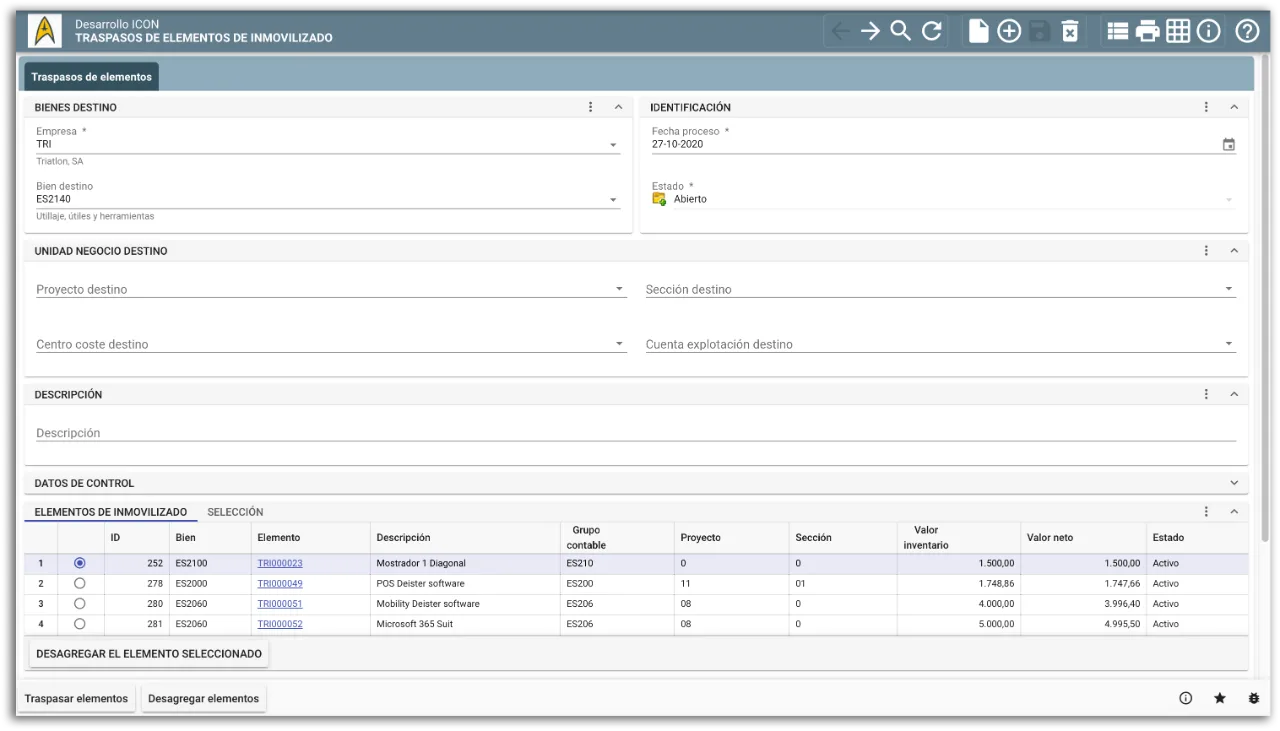 Desarrollo ICON
TRASPASOS DE ELEMENTOS DE INMOVILIZADO
Traspasos de elementos
BIENES DESTINO
Empresa *
TRI
Triatlon, SA
Bien destino
ES2140
Utillaje, útiles y herramientas
IDENTIFICACIÓN
Fecha proceso *
27-10-2020
Estado *
Abierto
UNIDAD NEGOCIO DESTINO
Proyecto destino
Sección destino
Centro coste destino
Cuenta explotación destino
DESCRIPCIÓN
Descripción
DATOS DE CONTROL
ELEMENTOS DE INMOVILIZADO SELECCIÓN
ID Bien Elemento Descripción Grupo contable Proyecto Sección Valor inventario Valor neto Estado
1 252 ES2100 TRI000023 Mostrador 1 Diagonal ES210 0 0 1.500,00 1.500,00 Activo
2 278 ES2000 TRI000049 POS Deister software ES200 11 01 1.748,86 1.747,66 Activo
3 280 ES2060 TRI000051 Mobility Deister software ES206 08 0 4.000,00 3.996,40 Activo
4 281 ES2060 TRI000052 Microsoft 365 Suit ES206 08 0 5.000,00 4.995,50 Activo
DESAGREGAR EL ELEMENTO SELECCIONADO
Traspasar elementos Desagregar elementos